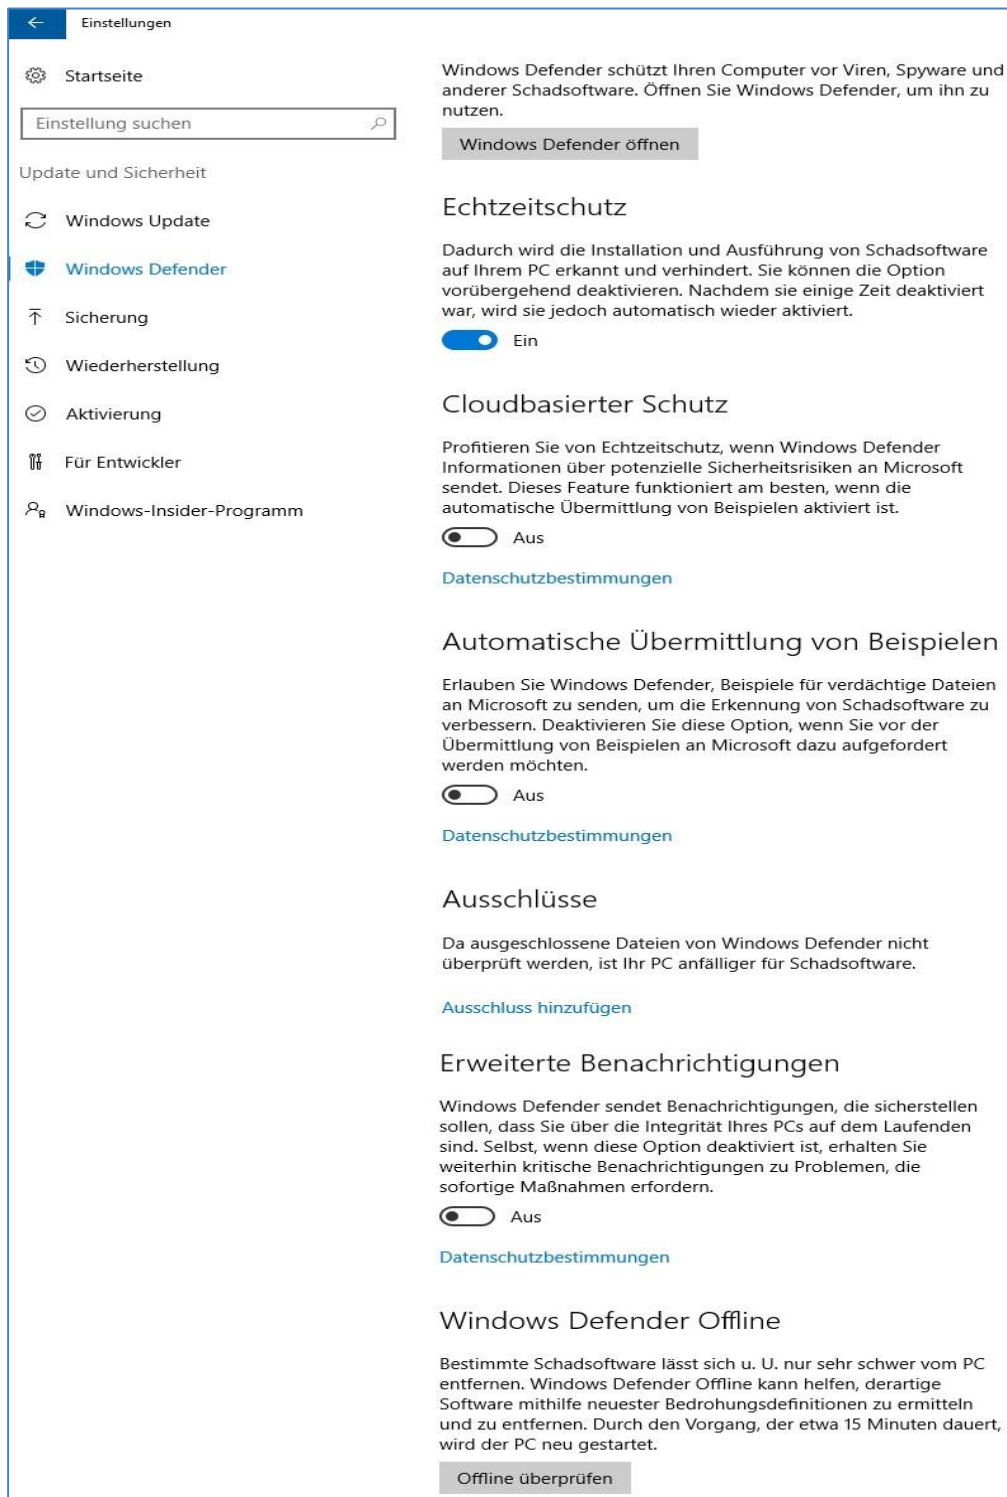 Einstellungen
Startseite
Einstellung suchen
Update und Sicherheit
Windows Update
Windows Defender
Sicherung
Wiederherstellung
Aktivierung
Für Entwickler
Windows-Insider-Programm
Windows Defender schützt Ihren Computer vor Viren, Spyware und
anderer Schadsoftware. Öffnen Sie Windows Defender, um ihn zu
nutzen.
Windows Defender öffnen
Echtzeitschutz
Dadurch wird die Installation und Ausführung von Schadsoftware
auf Ihrem PC erkannt und verhindert. Sie können die Option
vorübergehend deaktivieren. Nachdem sie einige Zeit deaktiviert
war, wird sie jedoch automatisch wieder aktiviert.
Ein
Cloudbasierter Schutz
Profitieren Sie von Echtzeitschutz, wenn Windows Defender
Informationen über potenzielle Sicherheitsrisiken an Microsoft
sendet. Dieses Feature funktioniert am besten, wenn die
automatische Übermittlung von Beispielen aktiviert ist.
Aus
Datenschutzbestimmungen
Automatische Übermittlung von Beispielen
Erlauben Sie Windows Defender, Beispiele für verdächtige Dateien
an Microsoft zu senden, um die Erkennung von Schadsoftware zu
verbessern. Deaktivieren Sie diese Option, wenn Sie vor der
Übermittlung von Beispielen an Microsoft dazu aufgefordert
werden möchten.
Aus
Datenschutzbestimmungen
Ausschlüsse
Da ausgeschlossene Dateien von Windows Defender nicht
überprüft werden, ist Ihr PC anfälliger für Schadsoftware.
Ausschluss hinzufügen
Erweiterte Benachrichtigungen
Windows Defender sendet Benachrichtigungen, die sicherstellen
sollen, dass Sie über die Integrität Ihres PCs auf dem Laufenden
sind. Selbst, wenn diese Option deaktiviert ist, erhalten Sie
weiterhin kritische Benachrichtigungen zu Problemen, die
sofortige Maßnahmen erfordern.
Aus
Datenschutzbestimmungen
Windows Defender Offline
Bestimmte Schadsoftware lässt sich u. U. nur sehr schwer vom PC
entfernen. Windows Defender Offline kann helfen, derartige
Software mithilfe neuester Bedrohungsdefinitionen zu ermitteln
und zu entfernen. Durch den Vorgang, der etwa 15 Minuten dauert,
wird der PC neu gestartet.
Offline überprüfen